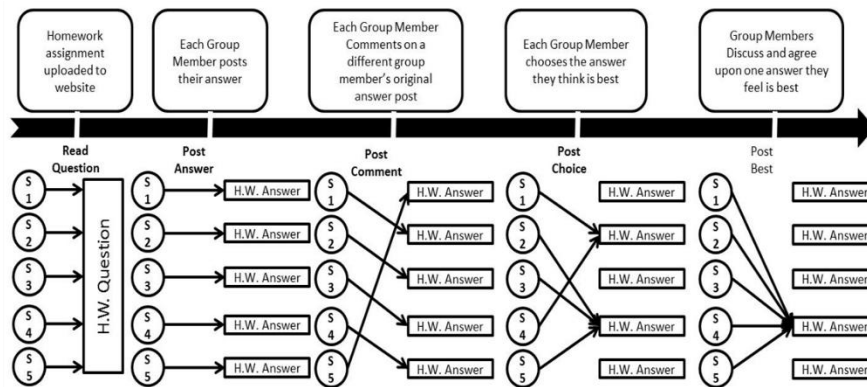 Homework
assignment
uploaded to
website
Each Group
Member posts
their answer
Each Group Member
Comments on a
different group
member's original
answer post
Each Group Member
chooses the answer
they think is best
Group Members
Discuss and agree
upon one answer they
feel is best
Read
Question
Post
Answer
Post
Comment
Post
Choice
Post
Best
S
1
S
2
S
3
S
4
S
5
H.W. Question
S
1
S
2
S
3
S
4
S
5
H.W. Answer
H.W. Answer
H.W. Answer
H.W. Answer
H.W. Answer
S
1
S
2
S
3
S
4
S
5
H.W. Answer
H.W. Answer
H.W. Answer
H.W. Answer
H.W. Answer
S
1
S
2
S
3
S
4
S
5
H.W. Answer
H.W. Answer
H.W. Answer
H.W. Answer
H.W. Answer
S
1
S
2
S
3
S
4
S
5
H.W. Answer
H.W. Answer
H.W. Answer
H.W. Answer
H.W. Answer